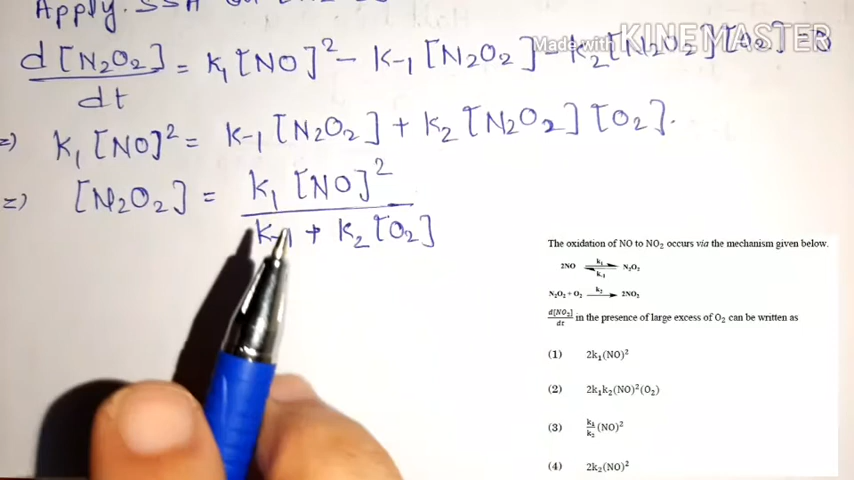 Apply. SSA on
d[N₂O₂]/dt = k₁[NO]² - k₋₁[N₂O₂] - k₂[N₂O₂][O₂] = 0
Made with KINEMASTER
=) k₁[NO]² = k₋₁[N₂O₂] + k₂[N₂O₂][O₂].
=) [N₂O₂] = k₁[NO]² / k₋₁ + k₂[O₂]
The oxidation of NO to NO₂ occurs via the mechanism given below.
2NO ⇌ N₂O₂ k₁ k₋₁
N₂O₂ + O₂ →k₂ 2NO₂
d[NO₂]/dt in the presence of large excess of O₂ can be written as
(1) 2k₁(NO)²
(2) 2k₁k₂(NO)²(O₂)
(3) k₁/k₂ (NO)²
(4) 2k₂(NO)²